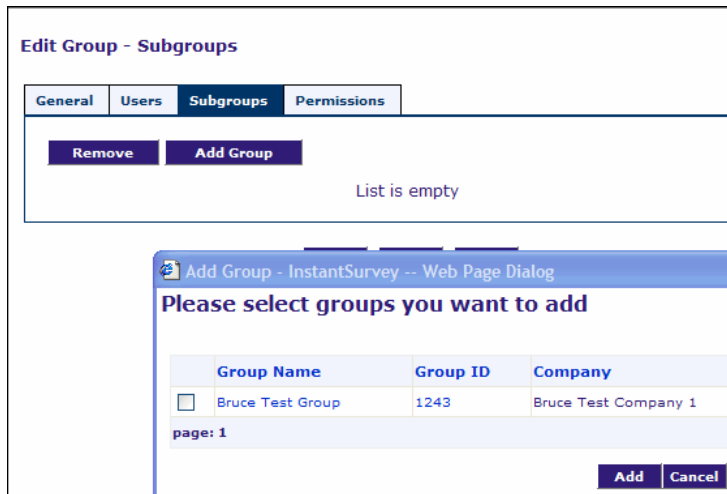 Edit Group - Subgroups
General Users Subgroups Permissions
Remove Add Group
List is empty
Add Group - InstantSurvey -- Web Page Dialog
Please select groups you want to add
Group Name Group ID Company
Bruce Test Group 1243 Bruce Test Company 1
page: 1
Add Cancel